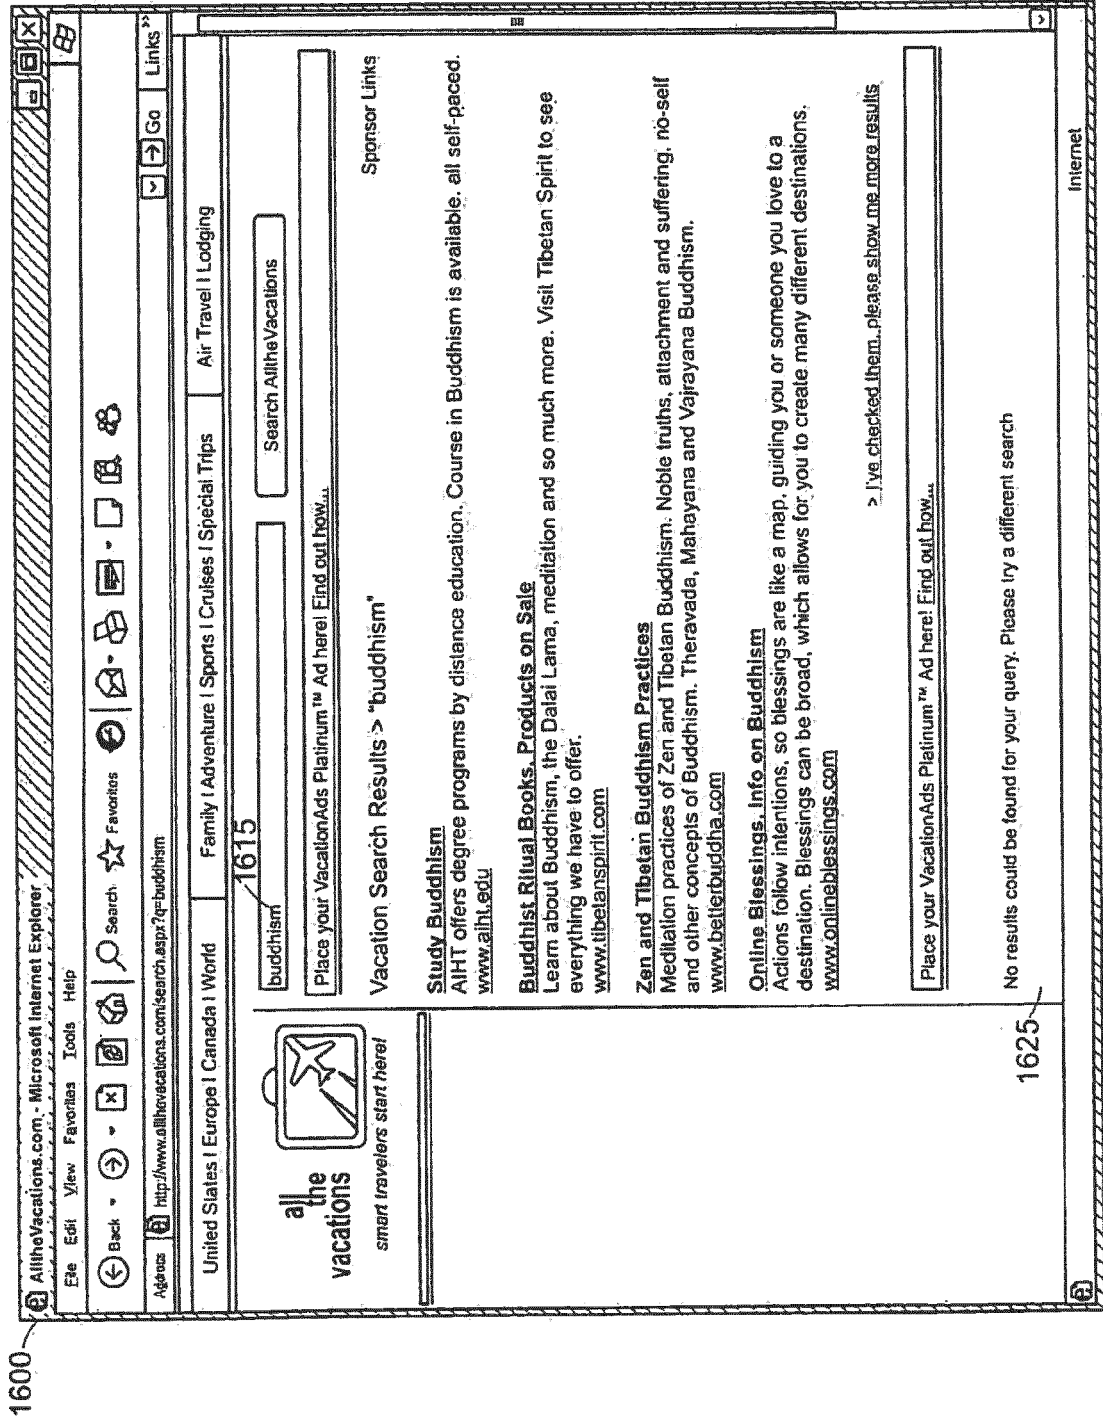 1600
AlltheVacations.com - Microsoft Internet Explorer
File Edit View Favorites Tools Help
Back Search Favorites
Address http://www.allthevacations.com/search.aspx?q=buddhism Go Links »
United States | Europe | Canada | World Family | Adventure | Sports | Cruises | Special Trips Air Travel | Lodging
all
the
vacations
smart travelers start here!
1615
buddhism Search AlltheVacations
Place your VacationAds Platinum™ Ad here! Find out how...
Vacation Search Results > "buddhism"
Sponsor Links
Study Buddhism
AIHT offers degree programs by distance education. Course in Buddhism is available. all self-paced.
www.aiht.edu
Buddhist Ritual Books, Products on Sale
Learn about Buddhism, the Dalai Lama, meditation and so much more. Visit Tibetan Spirit to see
everything we have to offer.
www.tibetanspirit.com
Zen and Tibetan Buddhism Practices
Meditation practices of Zen and Tibetan Buddhism. Noble truths, attachment and suffering, no-self
and other concepts of Buddhism. Theravada, Mahayana and Vajrayana Buddhism.
www.betterbuddha.com
Online Blessings, Info on Buddhism
Actions follow intentions, so blessings are like a map, guiding you or someone you love to a
destination. Blessings can be broad, which allows for you to create many different destinations.
www.onlineblessings.com
> I've checked them, please show me more results
Place your VacationAds Platinum™ Ad here! Find out how...
No results could be found for your query. Please try a different search
1625
Internet